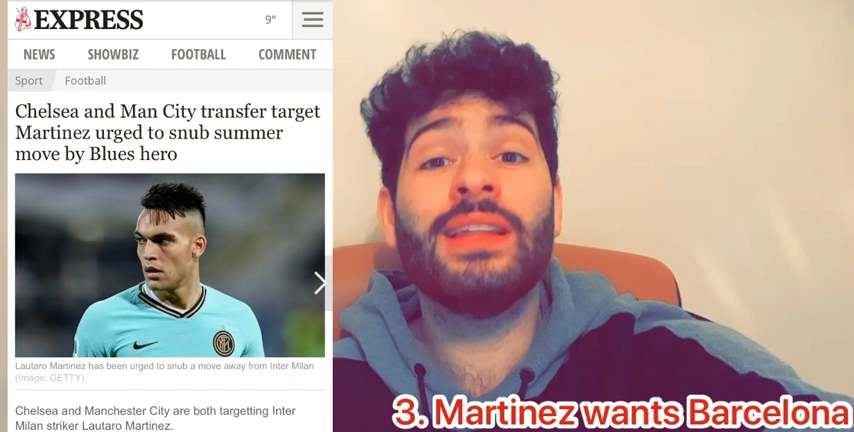 EXPRESS
9°
NEWS SHOWBIZ FOOTBALL COMMENT
Sport Football
Chelsea and Man City transfer target
Martinez urged to snub summer
move by Blues hero
Lautaro Martinez has been urged to snub a move away from Inter Milan
(Image: GETTY)
Chelsea and Manchester City are both targetting Inter
Milan striker Lautaro Martinez.
3. Martinez wants Barcelona